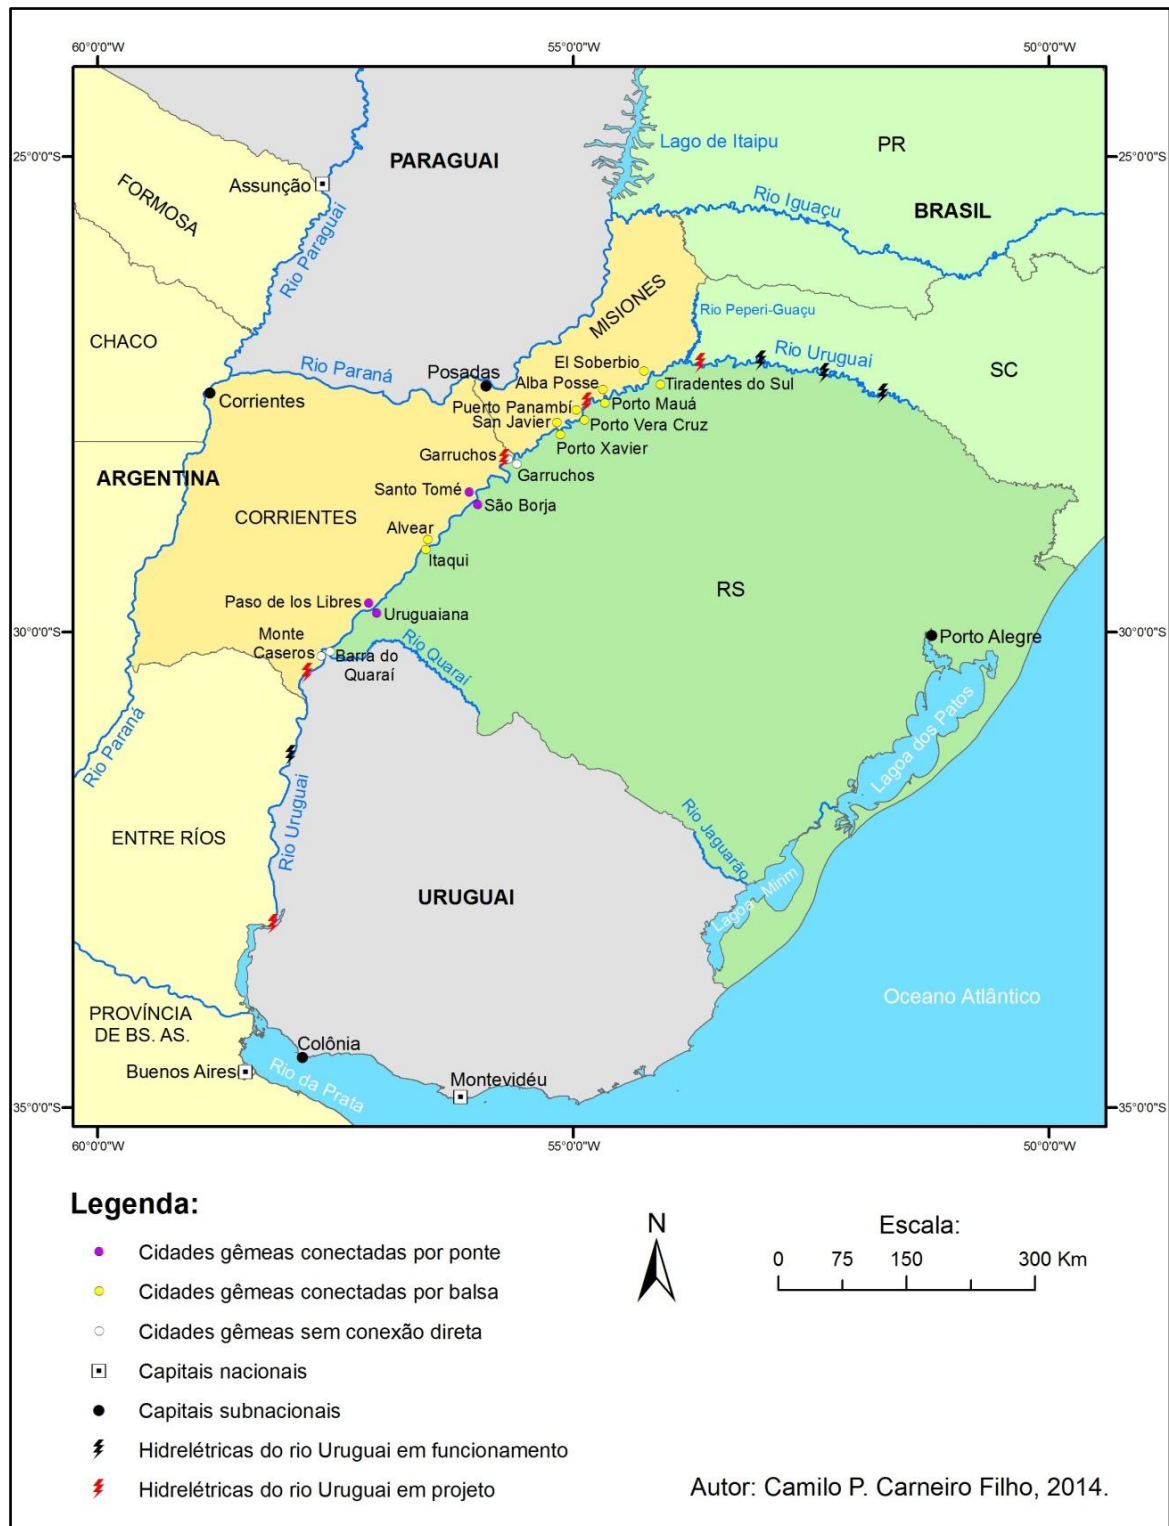 60°0'0"W
55°0'0"W
50°0'0"W
25°0'0"S
25°0'0"S
PARAGUAI
Lago de Itaipu
PR
Assunção
FORMOSA
Rio Paraguai
Rio Iguaçu
BRASIL
MISIONES
Rio Peperi-Guaçu
CHACO
Rio Paraná
Posadas
El Soberbio
Rio Uruguai
SC
Alba Posse
Tiradentes do Sul
Corrientes
Puerto Panambí
Porto Mauá
San Javier
Porto Vera Cruz
Porto Xavier
Garruchos
Garruchos
ARGENTINA
Santo Tomé
São Borja
CORRIENTES
Alvear
Itaqui
RS
Paso de los Libres
Uruguaiana
30°0'0"S
30°0'0"S
Monte
Caseros
Barra do
Quaraí
Rio Quaraí
Porto Alegre
Rio Paraná
Lagoa dos Patos
Rio Uruguai
ENTRE RÍOS
Rio Jaguarão
Lagoa Mirim
URUGUAI
Oceano Atlântico
PROVÍNCIA
DE BS. AS.
Colônia
Buenos Aires
Rio da Prata
Montevidéu
35°0'0"S
35°0'0"S
60°0'0"W
55°0'0"W
50°0'0"W
Legenda:
Cidades gêmeas conectadas por ponte
Cidades gêmeas conectadas por balsa
Cidades gêmeas sem conexão direta
Capitais nacionais
Capitais subnacionais
Hidrelétricas do rio Uruguai em funcionamento
Hidrelétricas do rio Uruguai em projeto
N
Escala:
0 75 150 300 Km
Autor: Camilo P. Carneiro Filho, 2014.